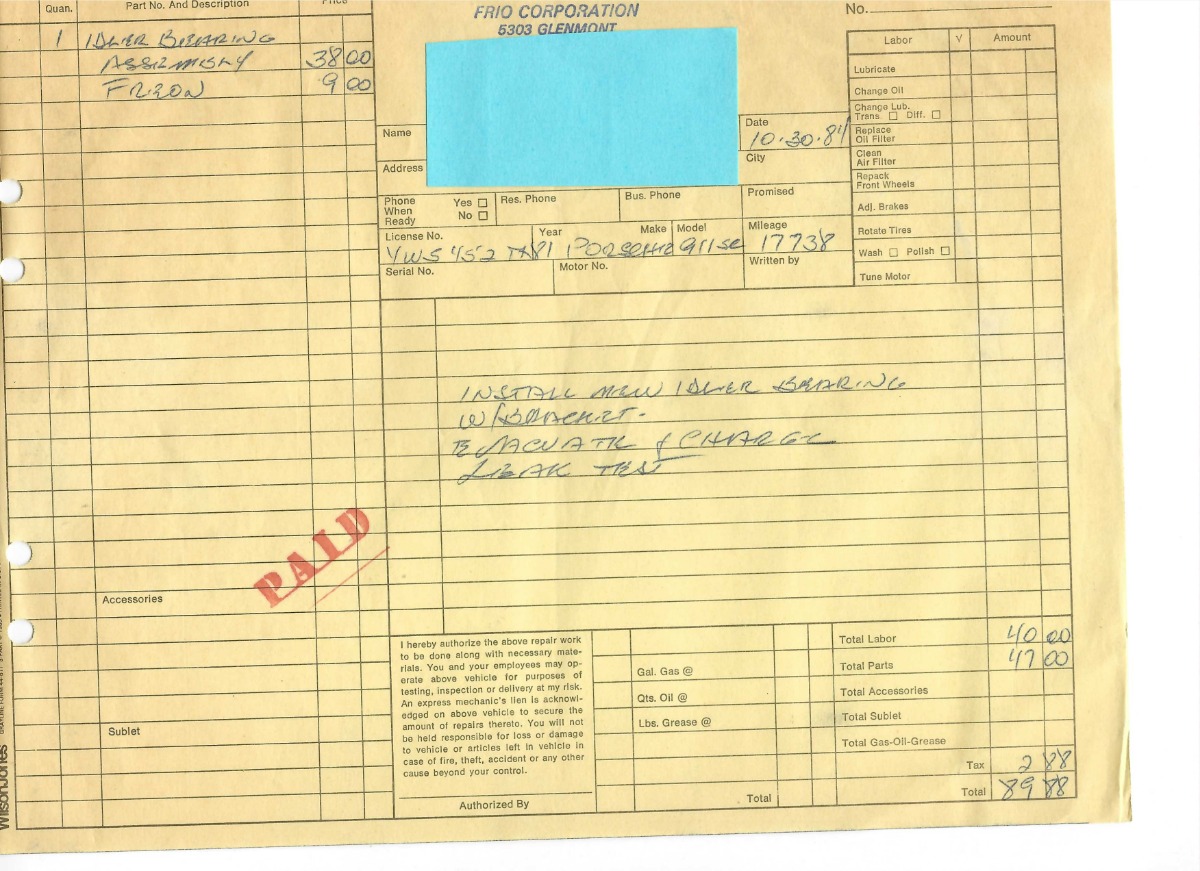 Quan.
Part No. And Description
Price
1 IDLER BEARING
ASSEMBLY 38 00
FREON 9 00
Accessories
Sublet
PAID
FRIO CORPORATION
5303 GLENMONT
No.
Name
Date
10·30·84
Address
City
Phone When Ready
Yes □
No □
Res. Phone
Bus. Phone
Promised
License No.
Year
Make
Model
Mileage
YWS 452 TX 81 PORSCHE 911SC 17738
Serial No.
Motor No.
Written by
Labor √ Amount
Lubricate
Change Oil
Change Lub.
Trans. □ Diff. □
Replace
Oil Filter
Clean
Air Filter
Repack
Front Wheels
Adj. Brakes
Rotate Tires
Wash □ Polish □
Tune Motor
INSTALL NEW IDLER BEARING
W/BRACKET.
EVACUATE & CHARGE
LEAK TEST
I hereby authorize the above repair work
to be done along with necessary mate-
rials. You and your employees may op-
erate above vehicle for purposes of
testing, inspection or delivery at my risk.
An express mechanic's lien is acknowl-
edged on above vehicle to secure the
amount of repairs thereto. You will not
be held responsible for loss or damage
to vehicle or articles left in vehicle in
case of fire, theft, accident or any other
cause beyond your control.
Authorized By
Gal. Gas @
Qts. Oil @
Lbs. Grease @
Total
Total Labor 40 00
Total Parts 47 00
Total Accessories
Total Sublet
Total Gas-Oil-Grease
Tax 2 88
Total 89 88
WilsonJones